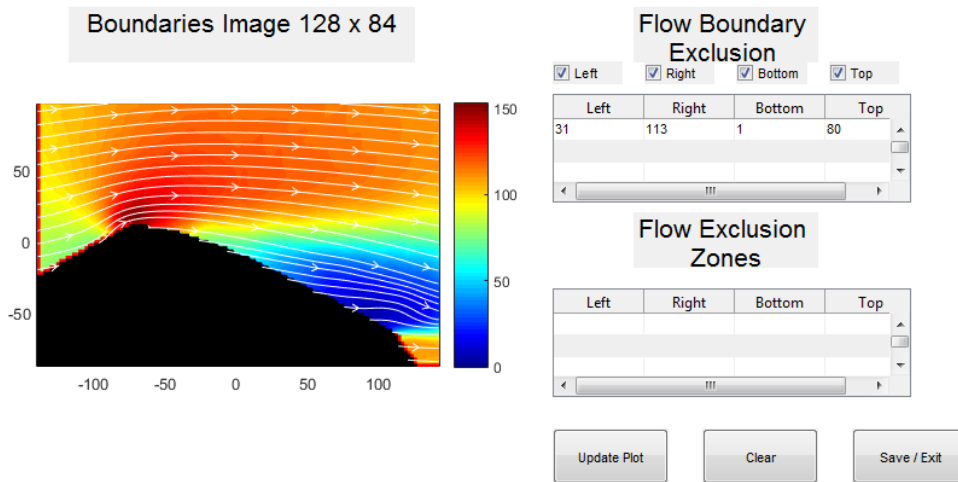 Boundaries Image 128 x 84
150
100
50
0
50
0
-50
-100
-50
0
50
100
Flow Boundary
Exclusion
Left Right Bottom Top
Left Right Bottom Top
31 113 1 80
Flow Exclusion
Zones
Left Right Bottom Top
Update Plot Clear Save / Exit